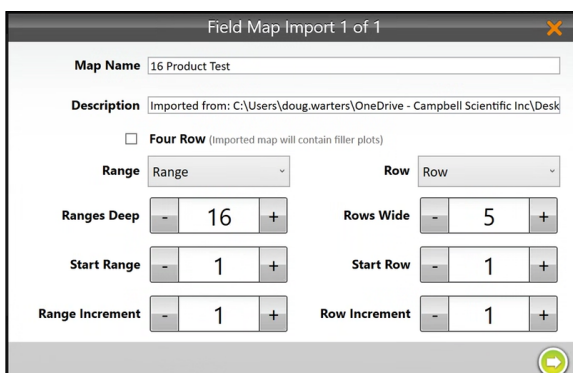 Field Map Import 1 of 1
Map Name 16 Product Test
Description Imported from: C:\Users\doug.warters\OneDrive - Campbell Scientific Inc\Desk
Four Row (Imported map will contain filler plots)
Range Range Row Row
Ranges Deep - 16 + Rows Wide - 5 +
Start Range - 1 + Start Row - 1 +
Range Increment - 1 + Row Increment - 1 +